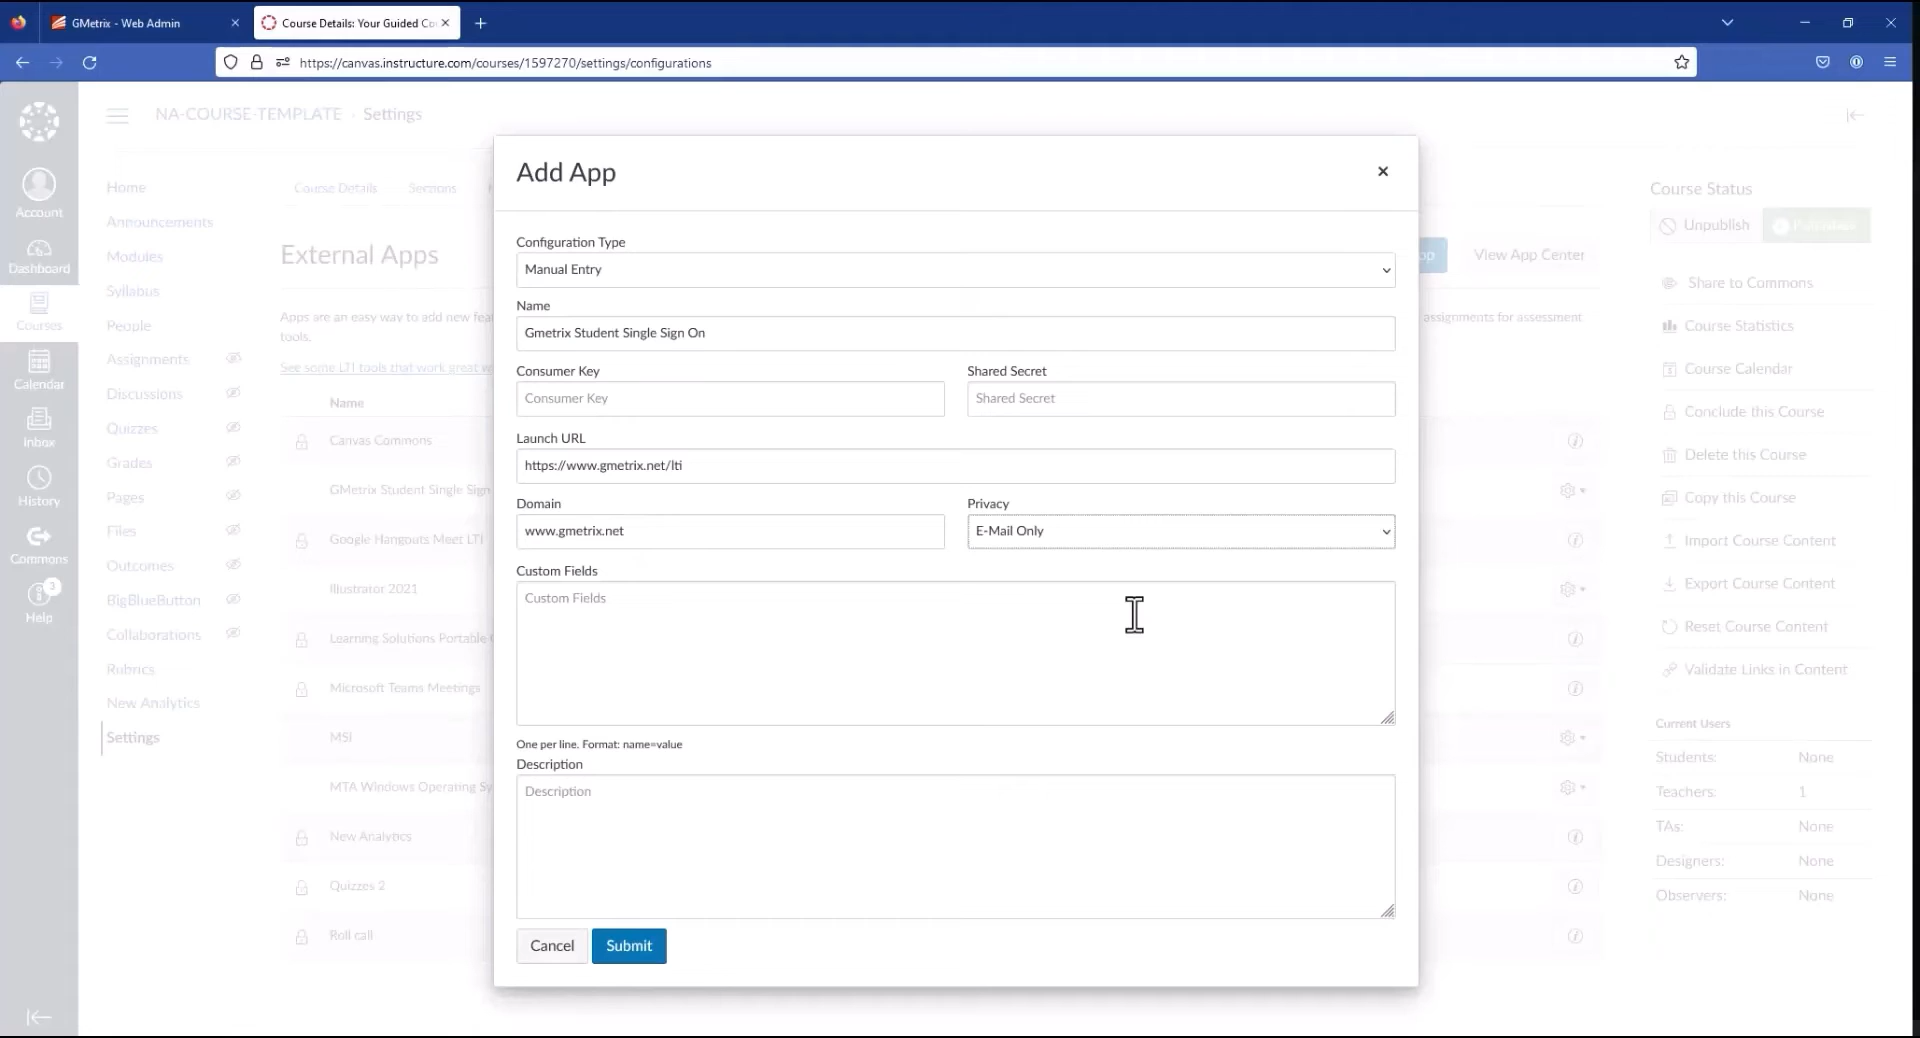 GMetrix - Web Admin
Course Details: Your Guided Co
https://canvas.instructure.com/courses/1597270/settings/configurations
NA-COURSE-TEMPLATE › Settings
Account
Dashboard
Courses
Calendar
Inbox
History
Commons
3
Help
Home
Announcements
Modules
Syllabus
People
Assignments
Discussions
Quizzes
Grades
Pages
Files
Outcomes
BigBlueButton
Collaborations
Rubrics
New Analytics
Settings
Course Details
Sections
External Apps
View App Center
Apps are an easy way to add new fea
assignments for assessment
tools.
See some LTI tools that work great w
Name
Canvas Commons
GMetrix Student Single Sign
Google Hangouts Meet LTI
Illustrator 2021
Learning Solutions Portable
Microsoft Teams Meetings
MSI
MTA Windows Operating Sy
New Analytics
Quizzes 2
Roll call
Add App
Configuration Type
Manual Entry
Name
Gmetrix Student Single Sign On
Consumer Key
Shared Secret
Consumer Key
Shared Secret
Launch URL
https://www.gmetrix.net/lti
Domain
Privacy
www.gmetrix.net
E-Mail Only
Custom Fields
Custom Fields
One per line. Format: name=value
Description
Description
Cancel
Submit
Course Status
Unpublish
Published
Share to Commons
Course Statistics
Course Calendar
Conclude this Course
Delete this Course
Copy this Course
Import Course Content
Export Course Content
Reset Course Content
Validate Links in Content
Current Users
Students: None
Teachers: 1
TAs: None
Designers: None
Observers: None